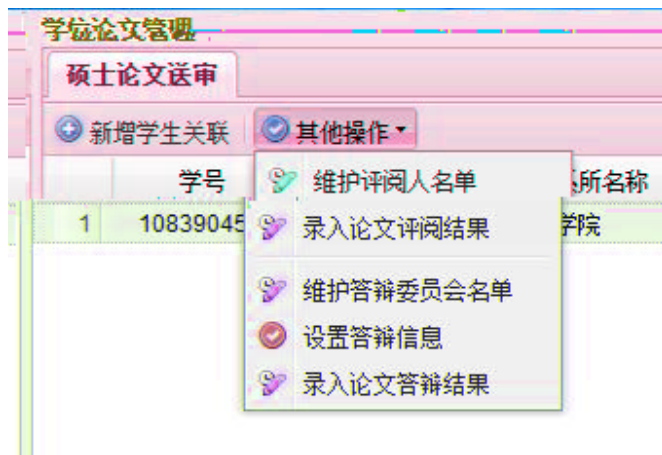 学位论文管理
硕士论文送审
新增学生关联 其他操作
学号 所名称
1 10839045 学院
维护评阅人名单
录入论文评阅结果
维护答辩委员会名单
设置答辩信息
录入论文答辩结果